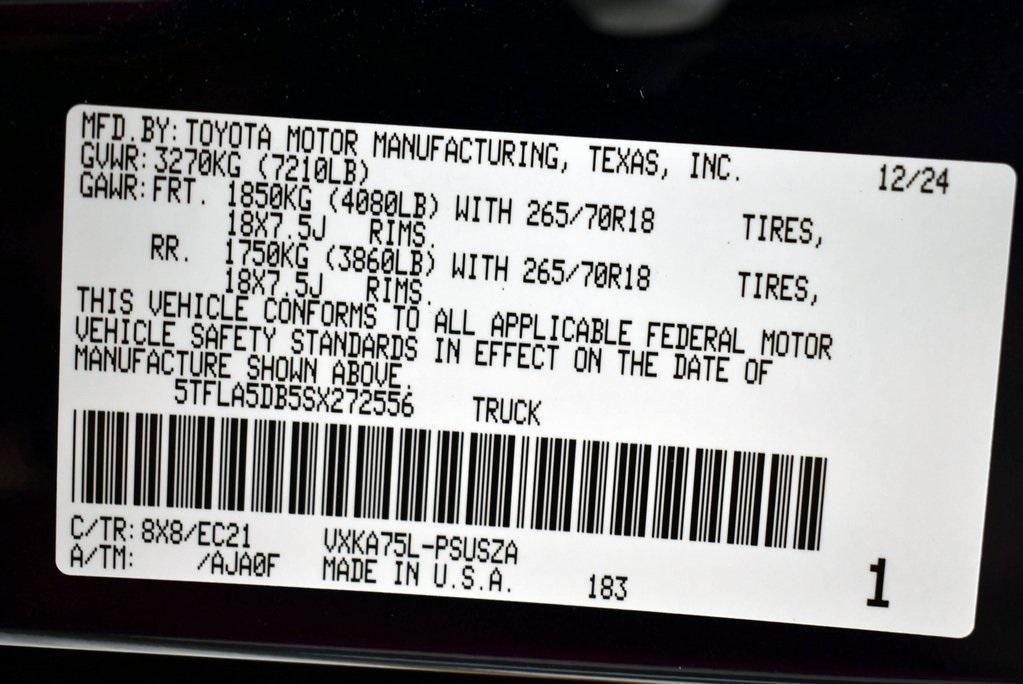 MFD.BY: TOYOTA MOTOR MANUFACTURING, TEXAS, INC. 12/24
GVWR: 3270KG (7210LB)
GAWR: FRT. 1850KG (4080LB) WITH 265/70R18 TIRES,
18X7.5J RIMS.
RR. 1750KG (3860LB) WITH 265/70R18 TIRES,
18X7.5J RIMS.
THIS VEHICLE CONFORMS TO ALL APPLICABLE FEDERAL MOTOR
VEHICLE SAFETY STANDARDS IN EFFECT ON THE DATE OF
MANUFACTURE SHOWN ABOVE.
5TFLA5DB5SX272556 TRUCK
C/TR: 8X8/EC21 VXKA75L-PSUSZA
A/TM: /AJA0F MADE IN U.S.A. 183 1